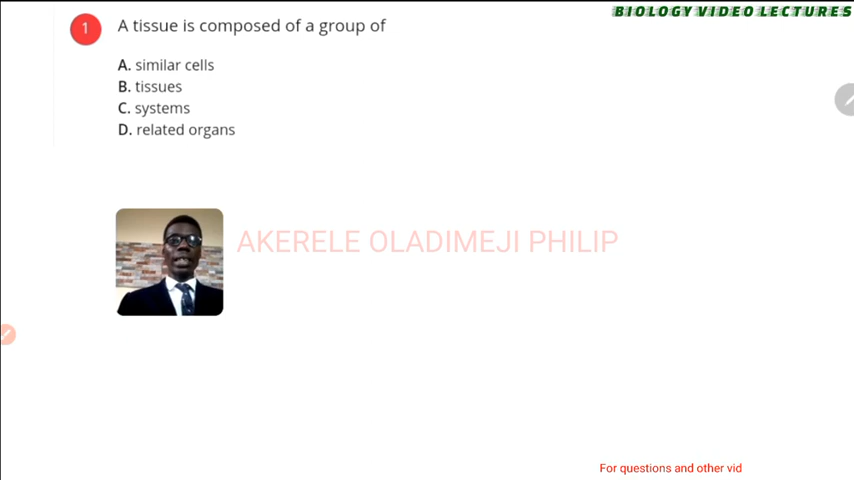 BIOLOGY VIDEO LECTURES
1 A tissue is composed of a group of
A. similar cells
B. tissues
C. systems
D. related organs
AKERELE OLADIMEJI PHILIP
For questions and other vid